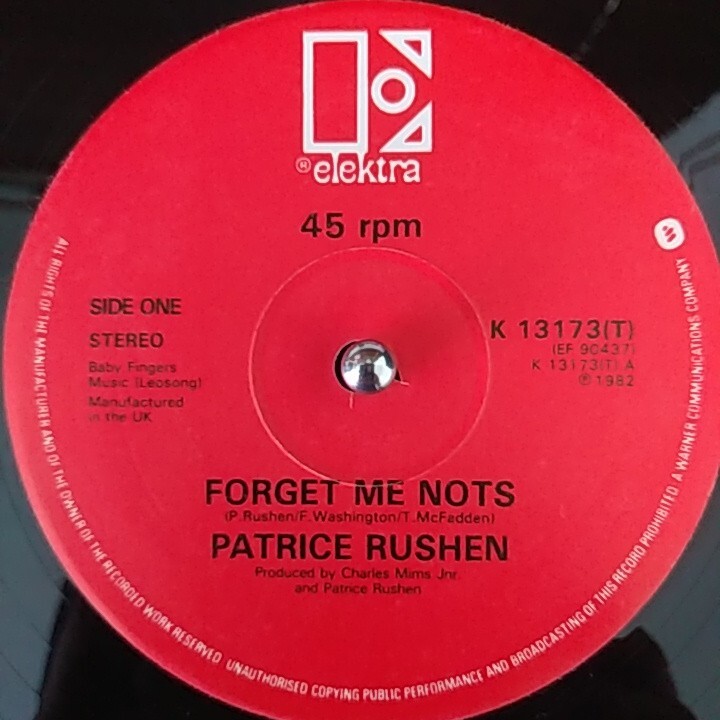 ® elektra
45 rpm
SIDE ONE
STEREO
Baby Fingers
Music (Leosong)
Manufactured
in the UK
K 13173(T)
(EF 90437)
K 13173(T) A
℗ 1982
FORGET ME NOTS
(P. Rushen/F. Washington/T. McFadden)
PATRICE RUSHEN
Produced by Charles Mims Jnr.
and Patrice Rushen
ALL RIGHTS OF THE MANUFACTURER AND OF THE OWNER OF THE RECORDED WORK RESERVED UNAUTHORISED COPYING PUBLIC PERFORMANCE AND BROADCASTING OF THIS RECORD PROHIBITED A WARNER COMMUNICATIONS COMPANY